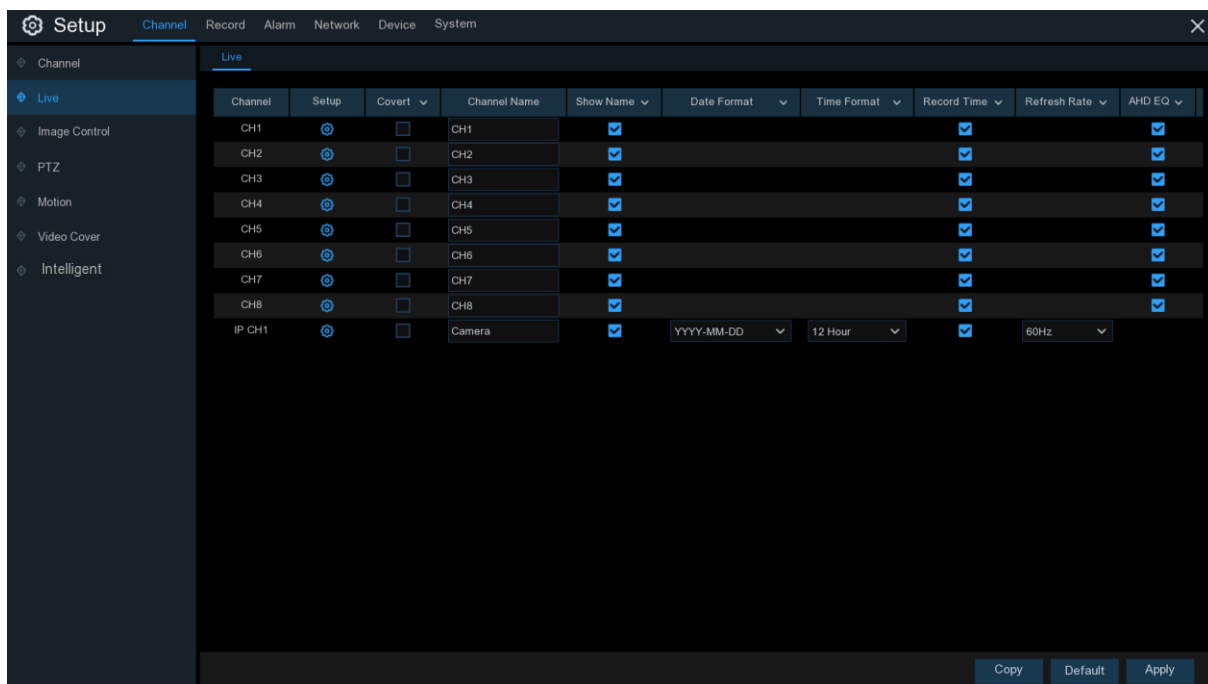 Setup Channel Record Alarm Network Device System
Channel
Live
Image Control
PTZ
Motion
Video Cover
Intelligent
Live
Channel Setup Covert Channel Name Show Name Date Format Time Format Record Time Refresh Rate AHD EQ
CH1 CH1
CH2 CH2
CH3 CH3
CH4 CH4
CH5 CH5
CH6 CH6
CH7 CH7
CH8 CH8
IP CH1 Camera YYYY-MM-DD 12 Hour 60Hz
Copy Default Apply